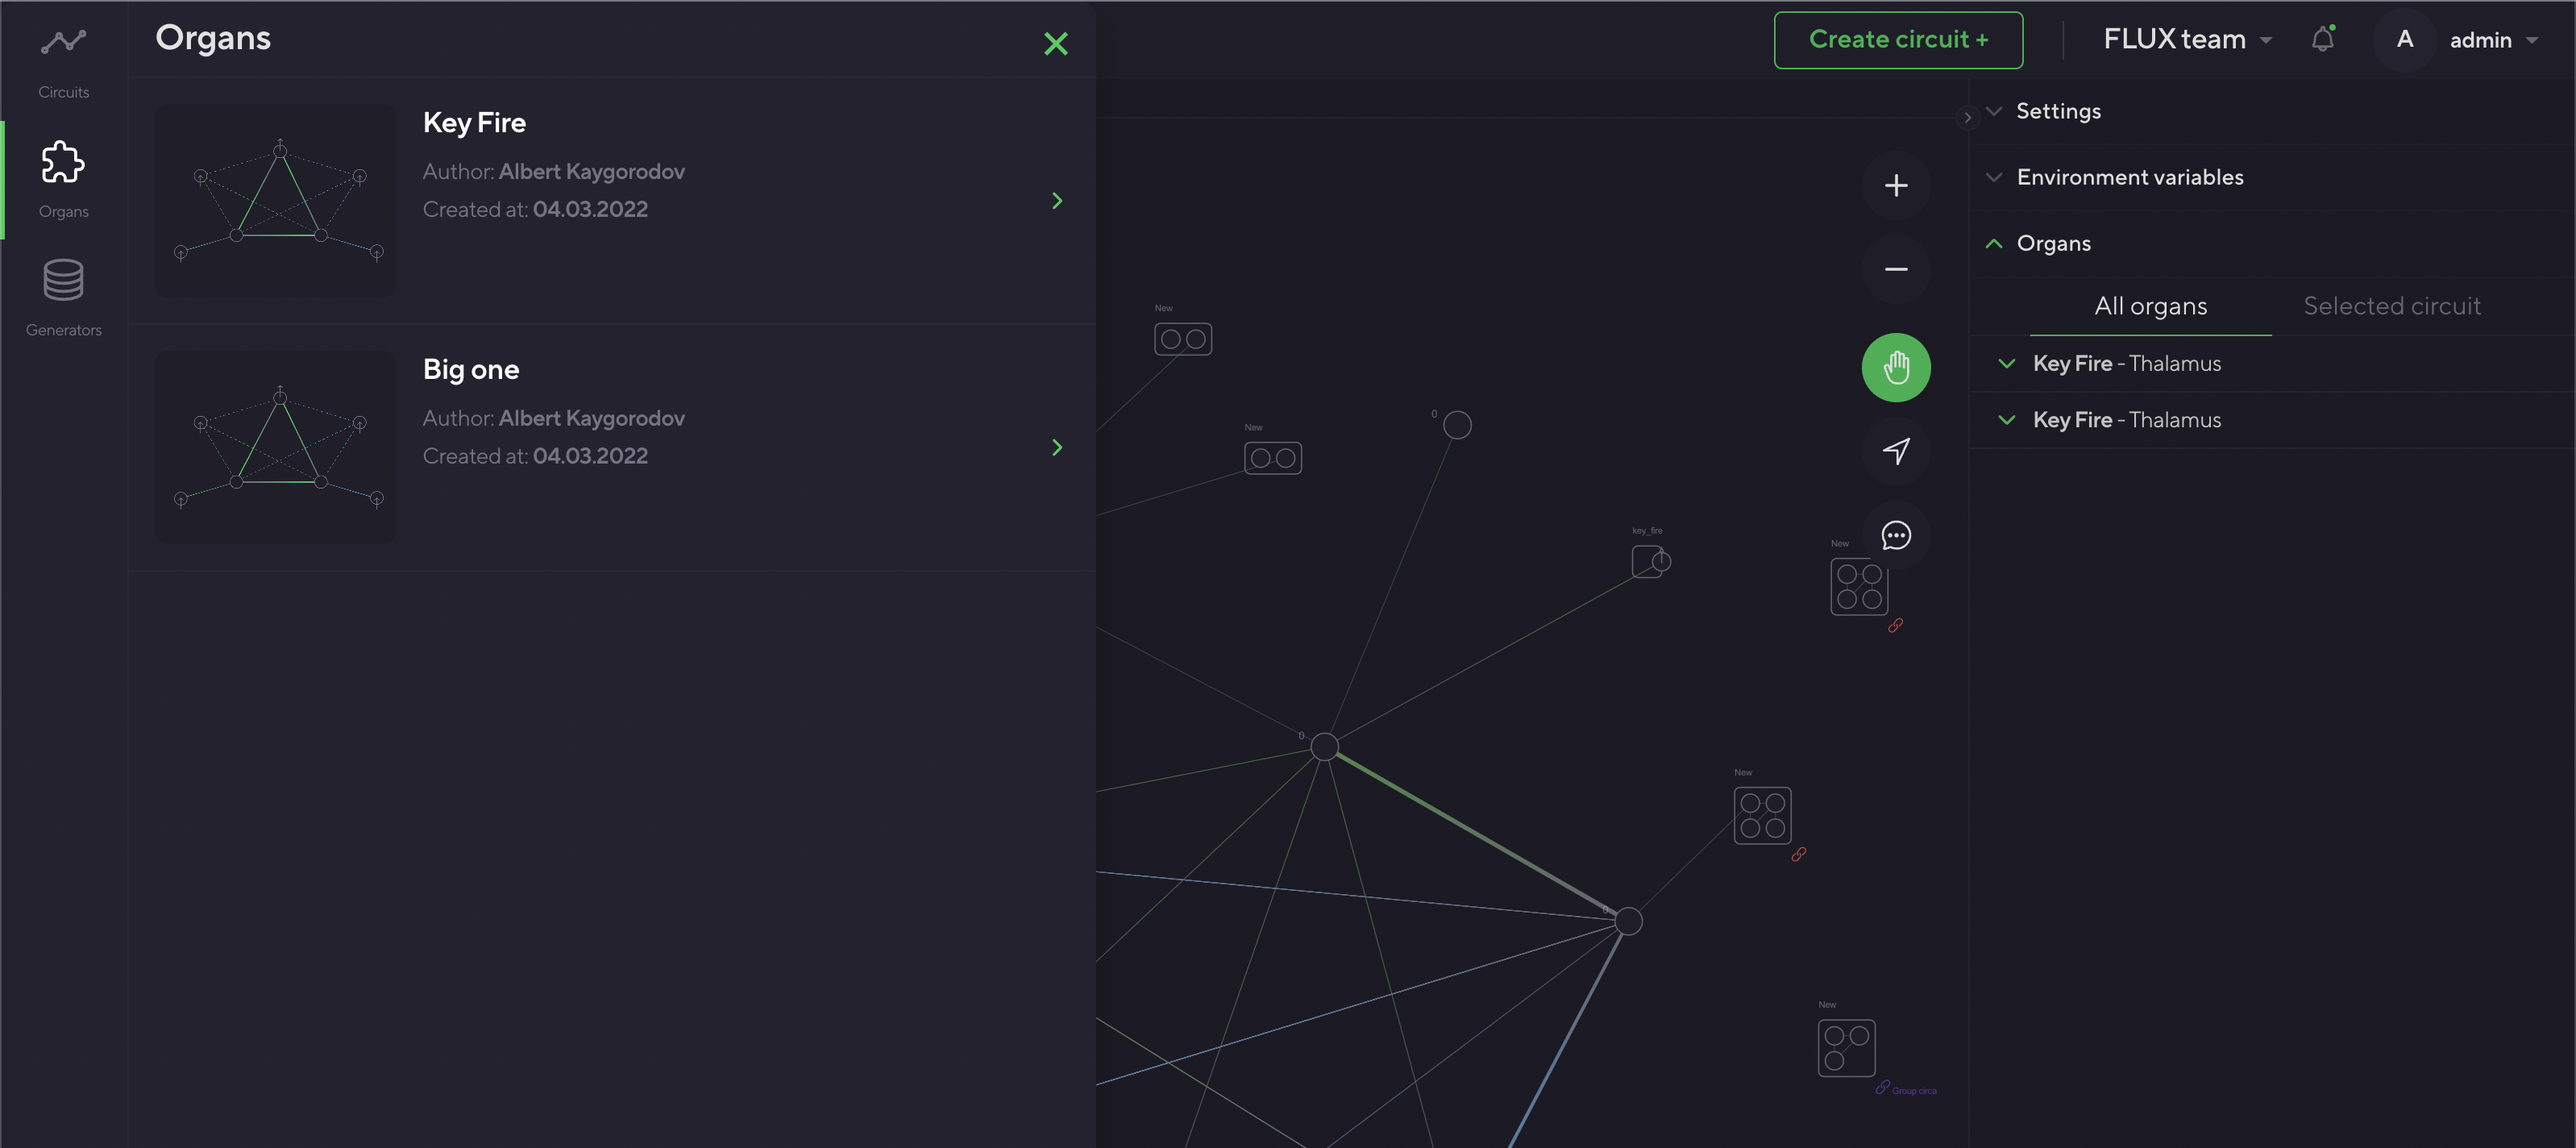 Circuits
Organs
Generators
Organs
Key Fire
Author: Albert Kaygorodov
Created at: 04.03.2022
Big one
Author: Albert Kaygorodov
Created at: 04.03.2022
Create circuit +
FLUX team
A
admin
New
New
0
key_fire
New
0
New
0
New
Group circa
Settings
Environment variables
Organs
All organs
Selected circuit
Key Fire - Thalamus
Key Fire - Thalamus